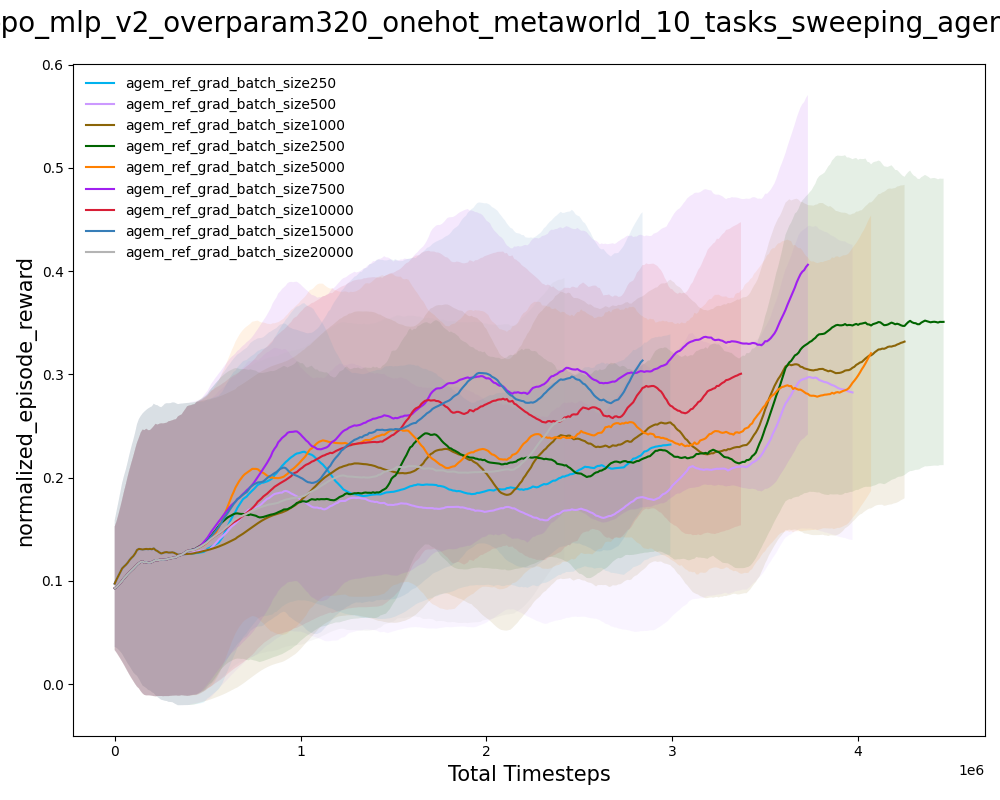 po_mlp_v2_overparam320_onehot_metaworld_10_tasks_sweeping_agen
0.6
0.5
0.4
0.3
0.2
0.1
0.0
normalized_episode_reward
agem_ref_grad_batch_size250
agem_ref_grad_batch_size500
agem_ref_grad_batch_size1000
agem_ref_grad_batch_size2500
agem_ref_grad_batch_size5000
agem_ref_grad_batch_size7500
agem_ref_grad_batch_size10000
agem_ref_grad_batch_size15000
agem_ref_grad_batch_size20000
0 1 2 3 4
1e6
Total Timesteps